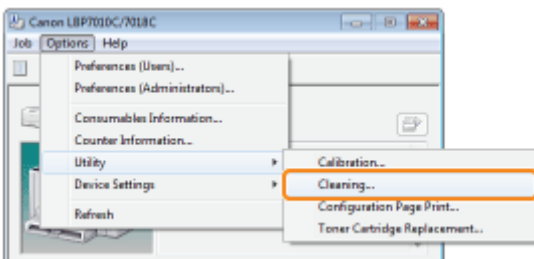 Canon LBP7010C/7018C
Job Options Help
Preferences (Users)...
Preferences (Administrators)...
Consumables Information...
Counter Information...
Utility
Calibration...
Device Settings
Cleaning...
Configuration Page Print...
Refresh
Toner Cartridge Replacement...